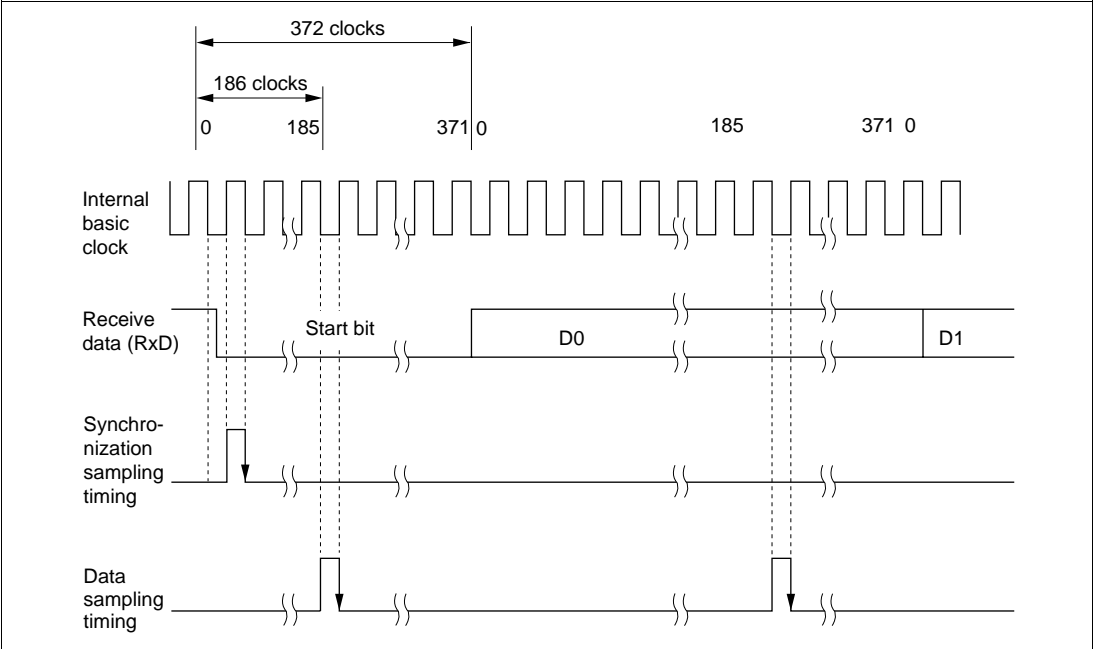 372 clocks
186 clocks
0 185 371 0 185 371 0
Internal
basic
clock
Receive
data (RxD)
Start bit
D0
D1
Synchro-
nization
sampling
timing
Data
sampling
timing